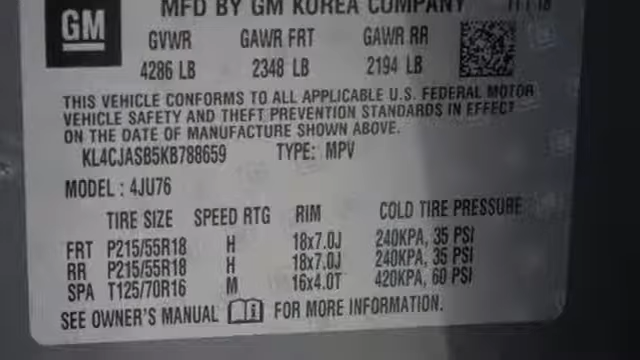 MFD BY GM KOREA COMPANY 11/18
GM
GVWR GAWR FRT GAWR RR
4286 LB 2348 LB 2194 LB
THIS VEHICLE CONFORMS TO ALL APPLICABLE U.S. FEDERAL MOTOR
VEHICLE SAFETY AND THEFT PREVENTION STANDARDS IN EFFECT
ON THE DATE OF MANUFACTURE SHOWN ABOVE.
KL4CJASB5KB788659 TYPE: MPV
MODEL : 4JU76
TIRE SIZE SPEED RTG RIM COLD TIRE PRESSURE
FRT P215/55R18 H 18x7.0J 240KPA, 35 PSI
RR P215/55R18 H 18x7.0J 240KPA, 35 PSI
SPA T125/70R16 M 16x4.0T 420KPA, 60 PSI
SEE OWNER'S MANUAL FOR MORE INFORMATION.